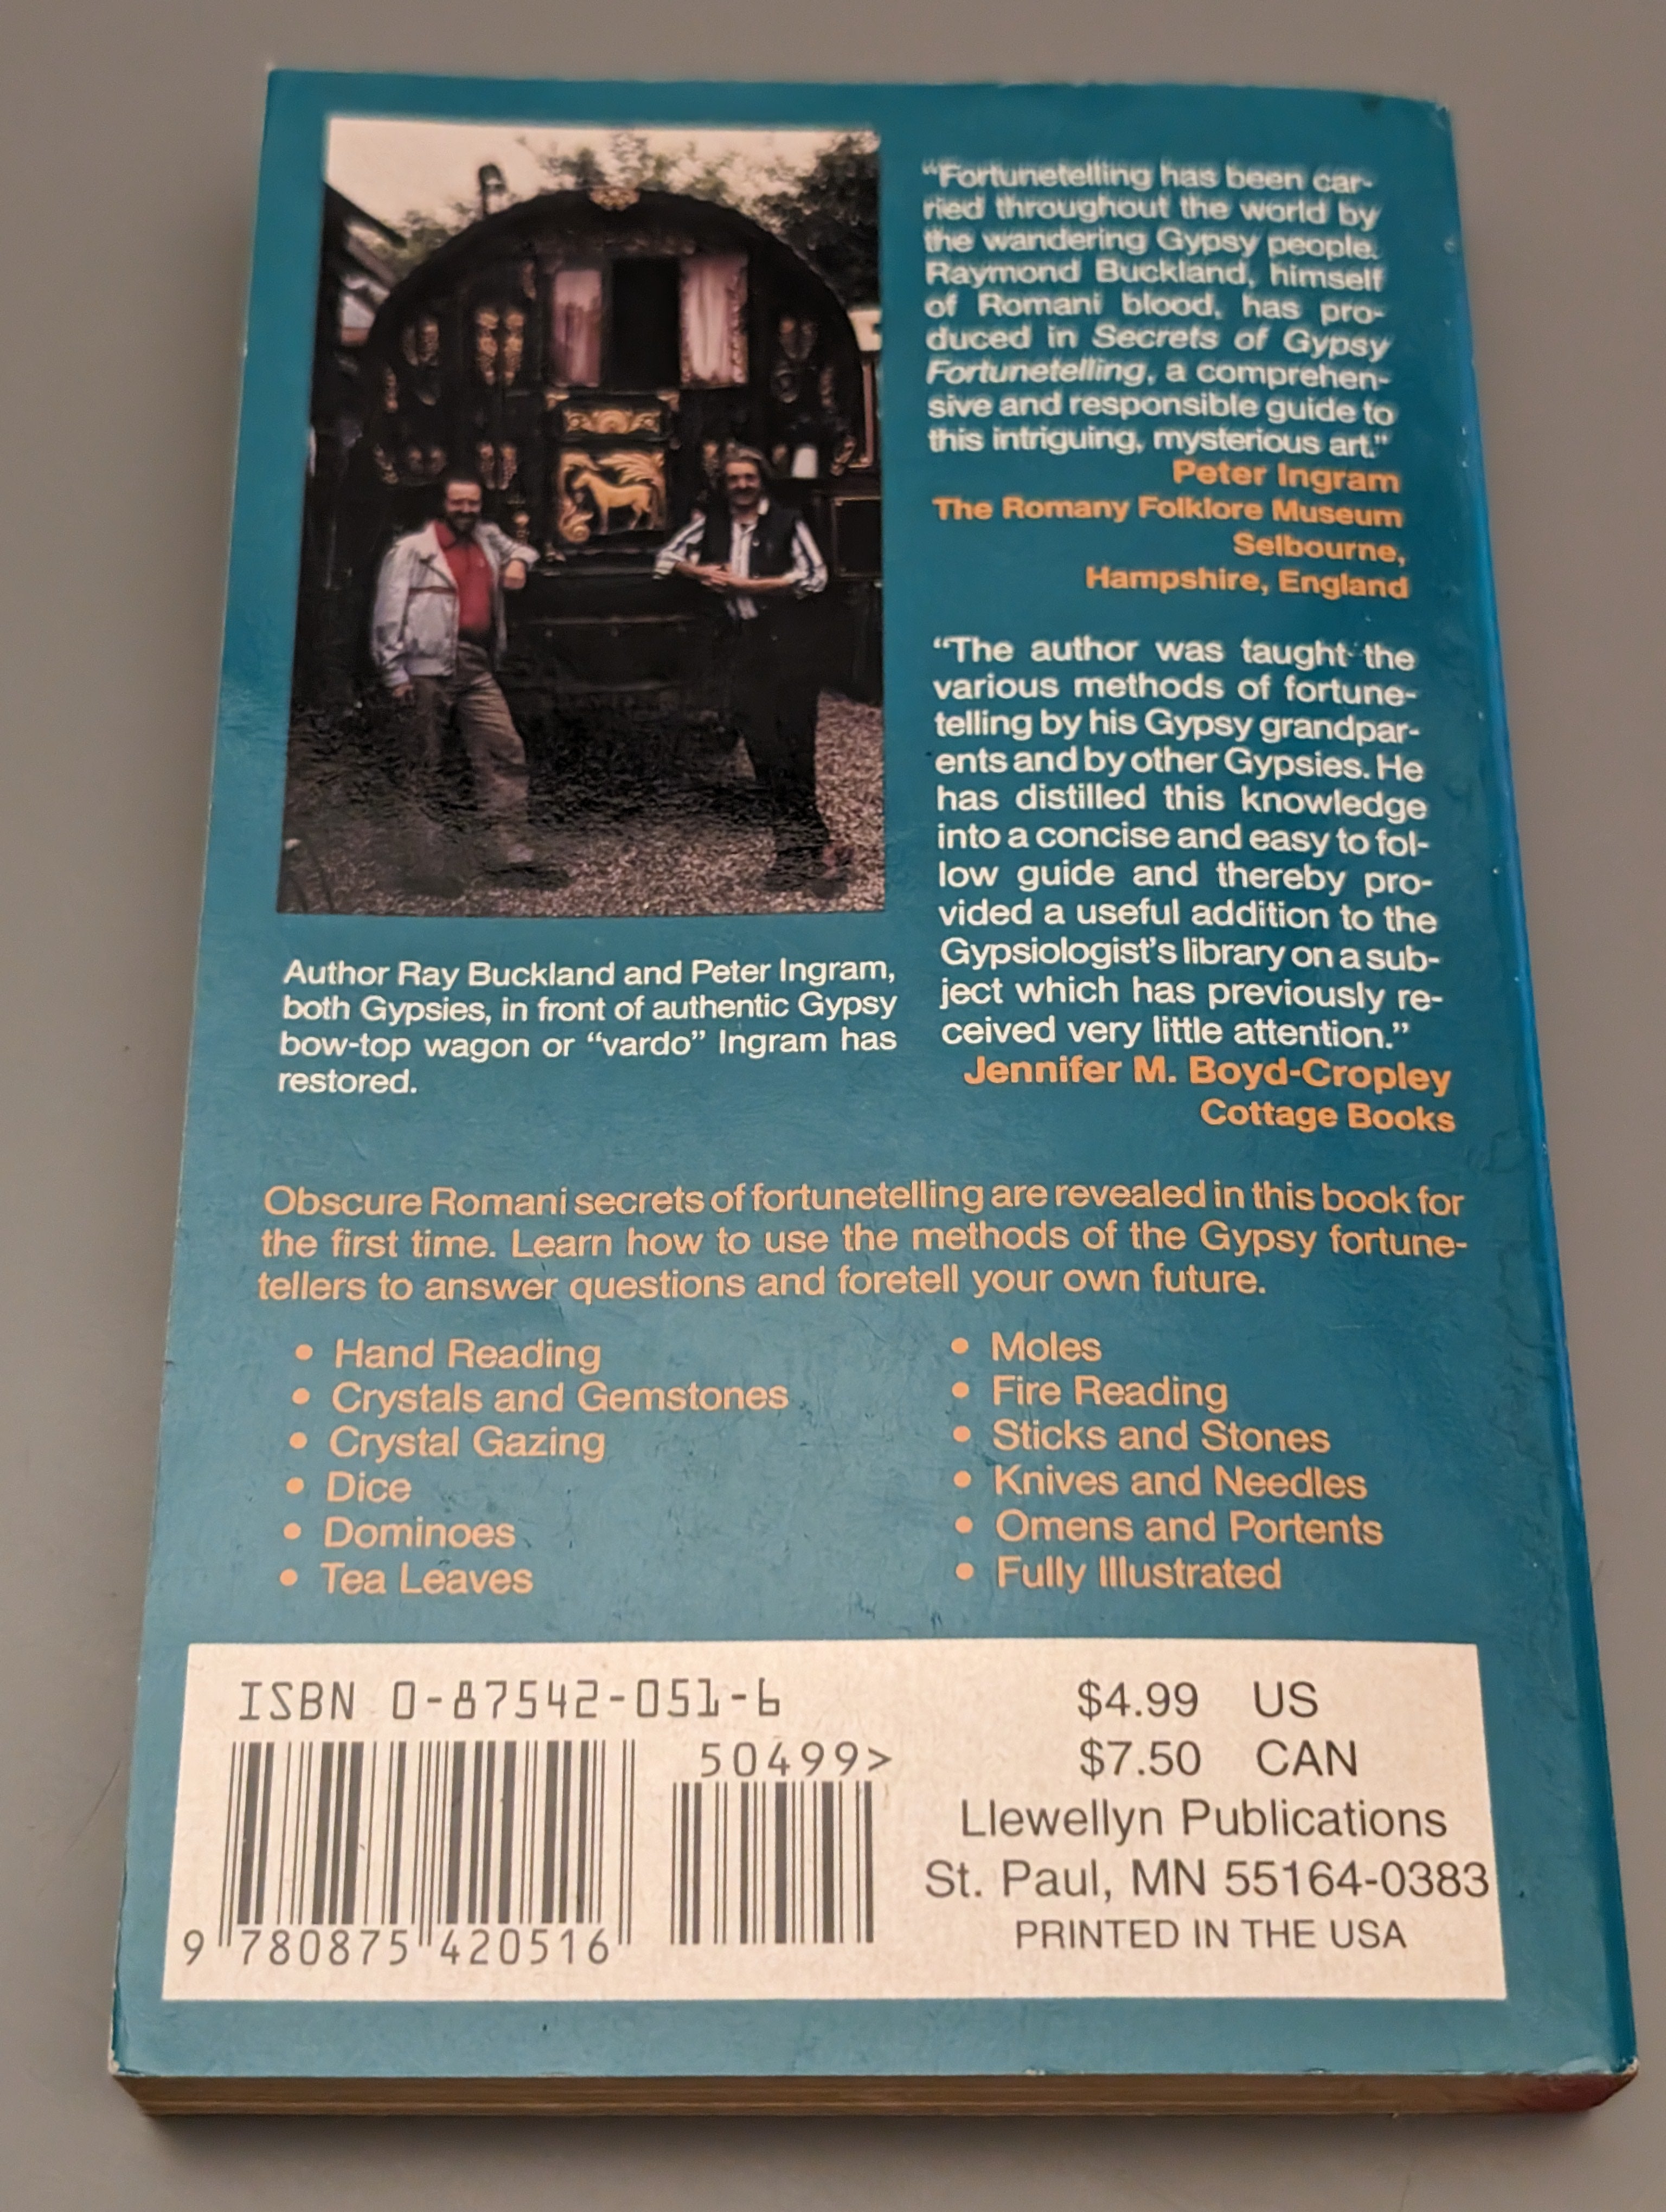 "Fortunetelling has been car-
ried throughout the world by
the wandering Gypsy people.
Raymond Buckland, himself
of Romani blood, has pro-
duced in Secrets of Gypsy
Fortunetelling, a comprehen-
sive and responsible guide to
this intriguing, mysterious art."
Peter Ingram
The Romany Folklore Museum
Selbourne,
Hampshire, England
"The author was taught the
various methods of fortune-
telling by his Gypsy grandpar-
ents and by other Gypsies. He
has distilled this knowledge
into a concise and easy to fol-
low guide and thereby pro-
vided a useful addition to the
Gypsiologist's library on a sub-
ject which has previously re-
ceived very little attention."
Jennifer M. Boyd-Cropley
Cottage Books
Author Ray Buckland and Peter Ingram,
both Gypsies, in front of authentic Gypsy
bow-top wagon or "vardo" Ingram has
restored.
Obscure Romani secrets of fortunetelling are revealed in this book for
the first time. Learn how to use the methods of the Gypsy fortune-
tellers to answer questions and foretell your own future.
• Hand Reading
• Crystals and Gemstones
• Crystal Gazing
• Dice
• Dominoes
• Tea Leaves
• Moles
• Fire Reading
• Sticks and Stones
• Knives and Needles
• Omens and Portents
• Fully Illustrated
ISBN 0-87542-051-6
50499>
9 780875 420516
$4.99 US
$7.50 CAN
Llewellyn Publications
St. Paul, MN 55164-0383
PRINTED IN THE USA